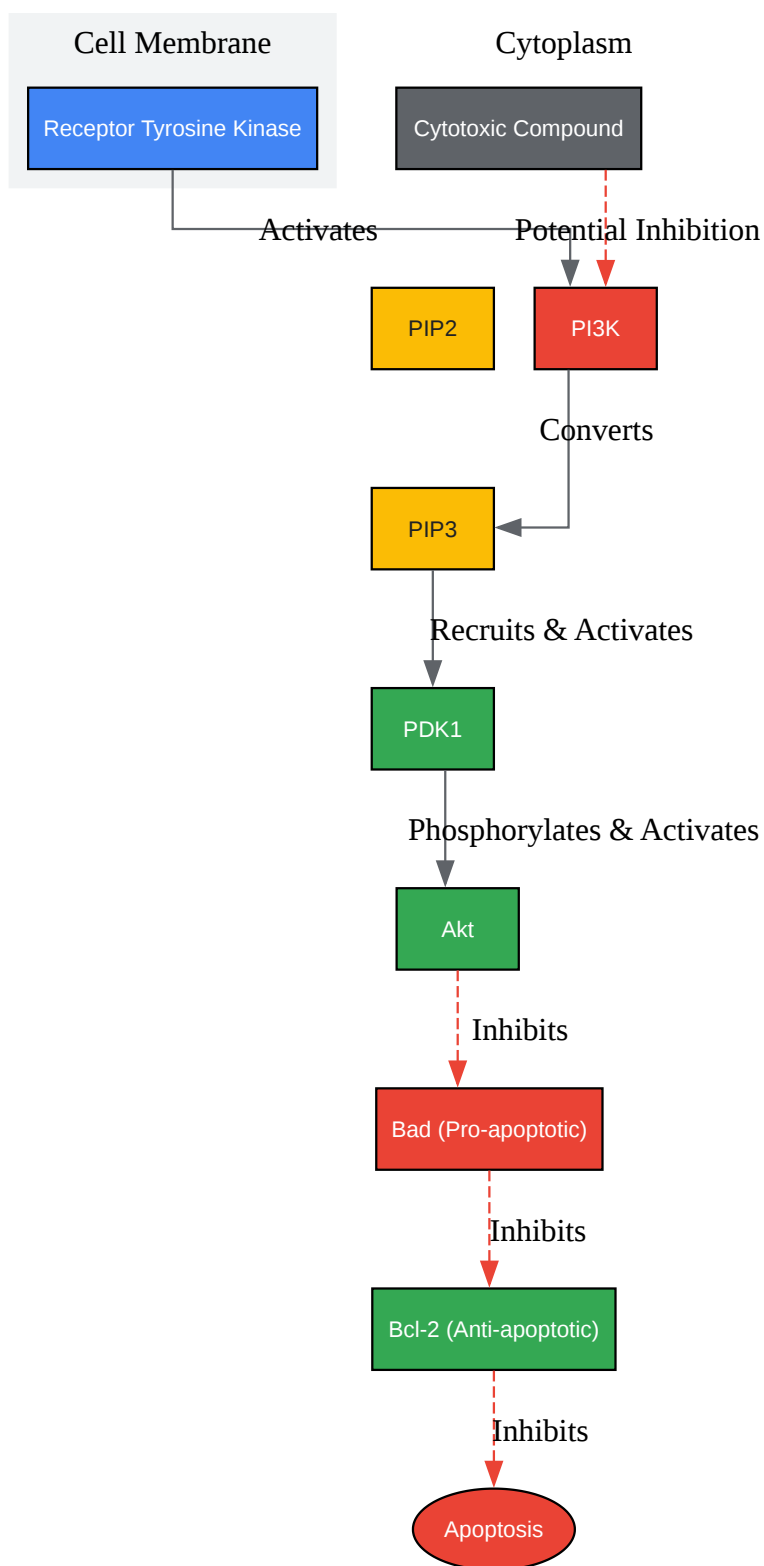 Cell Membrane
Cytoplasm
Receptor Tyrosine Kinase
Cytotoxic Compound
Activates
Potential Inhibition
PIP2
PI3K
Converts
PIP3
Recruits & Activates
PDK1
Phosphorylates & Activates
Akt
Inhibits
Bad (Pro-apoptotic)
Inhibits
Bcl-2 (Anti-apoptotic)
Inhibits
Apoptosis